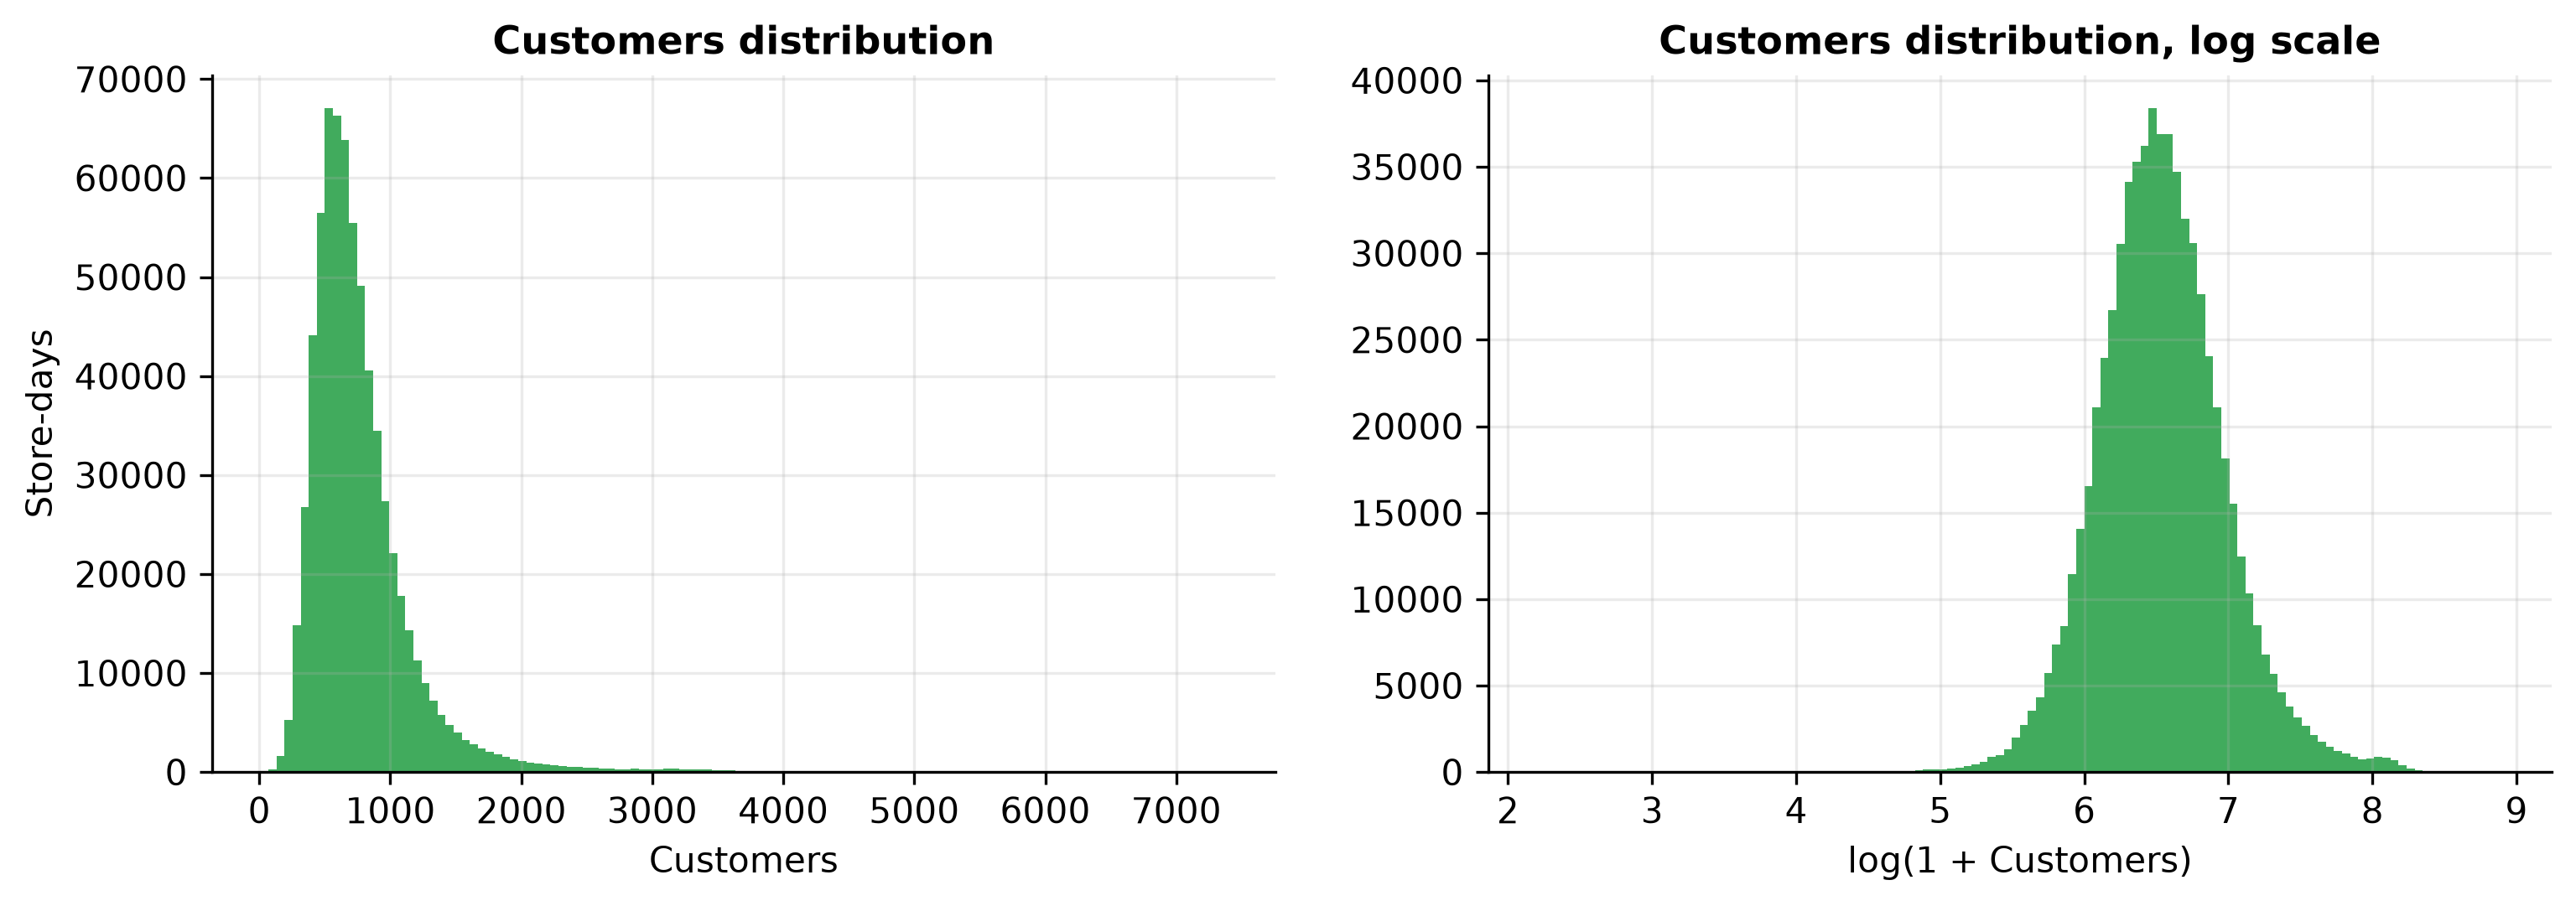 Customers distribution
70000
60000
50000
40000
30000
20000
10000
0
Store-days
0 1000 2000 3000 4000 5000 6000 7000
Customers
Customers distribution, log scale
40000
35000
30000
25000
20000
15000
10000
5000
0
2 3 4 5 6 7 8 9
log(1 + Customers)